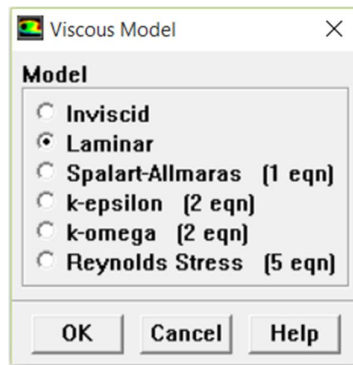 Viscous Model
Model
Inviscid
Laminar
Spalart-Allmaras (1 eqn)
k-epsilon (2 eqn)
k-omega (2 eqn)
Reynolds Stress (5 eqn)
OK Cancel Help